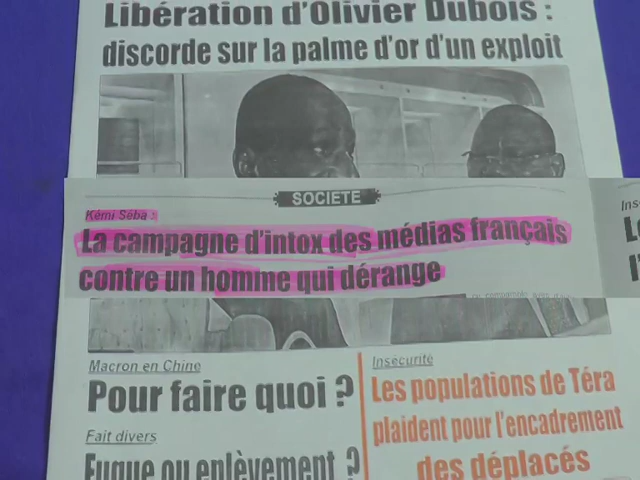 Libération d'Olivier Dubois :
discorde sur la palme d'or d'un exploit
SOCIETE
Kémi Séba :
La campagne d'intox des médias français
contre un homme qui dérange
Macron en Chine
Pour faire quoi ?
Fait divers
Fugue ou enlèvement ?
Insécurité
Les populations de Téra
plaident pour l'encadrement
des déplacés